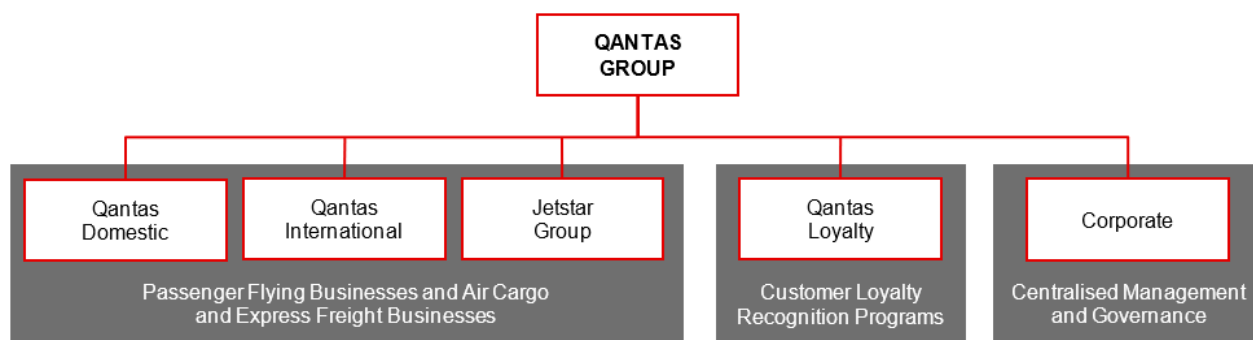 QANTAS
GROUP
Qantas
Domestic
Qantas
International
Jetstar
Group
Qantas
Loyalty
Corporate
Passenger Flying Businesses and Air Cargo
and Express Freight Businesses
Customer Loyalty
Recognition Programs
Centralised Management
and Governance